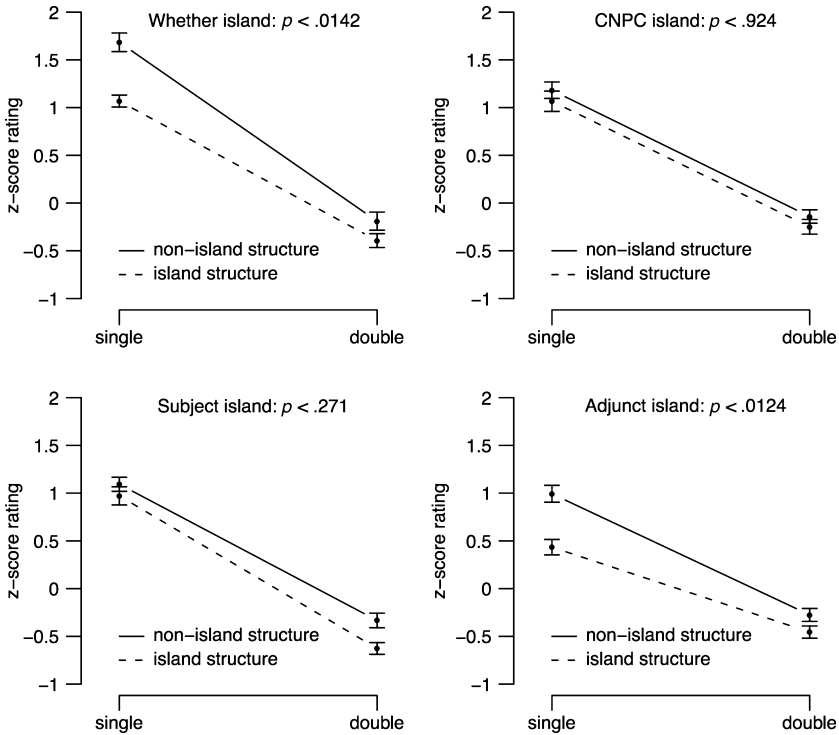 Whether island: p < .0142
2
1.5
1
0.5
0
−0.5
−1
z−score rating
non−island structure
island structure
single double
CNPC island: p < .924
2
1.5
1
0.5
0
−0.5
−1
z−score rating
non−island structure
island structure
single double
Subject island: p < .271
2
1.5
1
0.5
0
−0.5
−1
z−score rating
non−island structure
island structure
single double
Adjunct island: p < .0124
2
1.5
1
0.5
0
−0.5
−1
z−score rating
non−island structure
island structure
single double